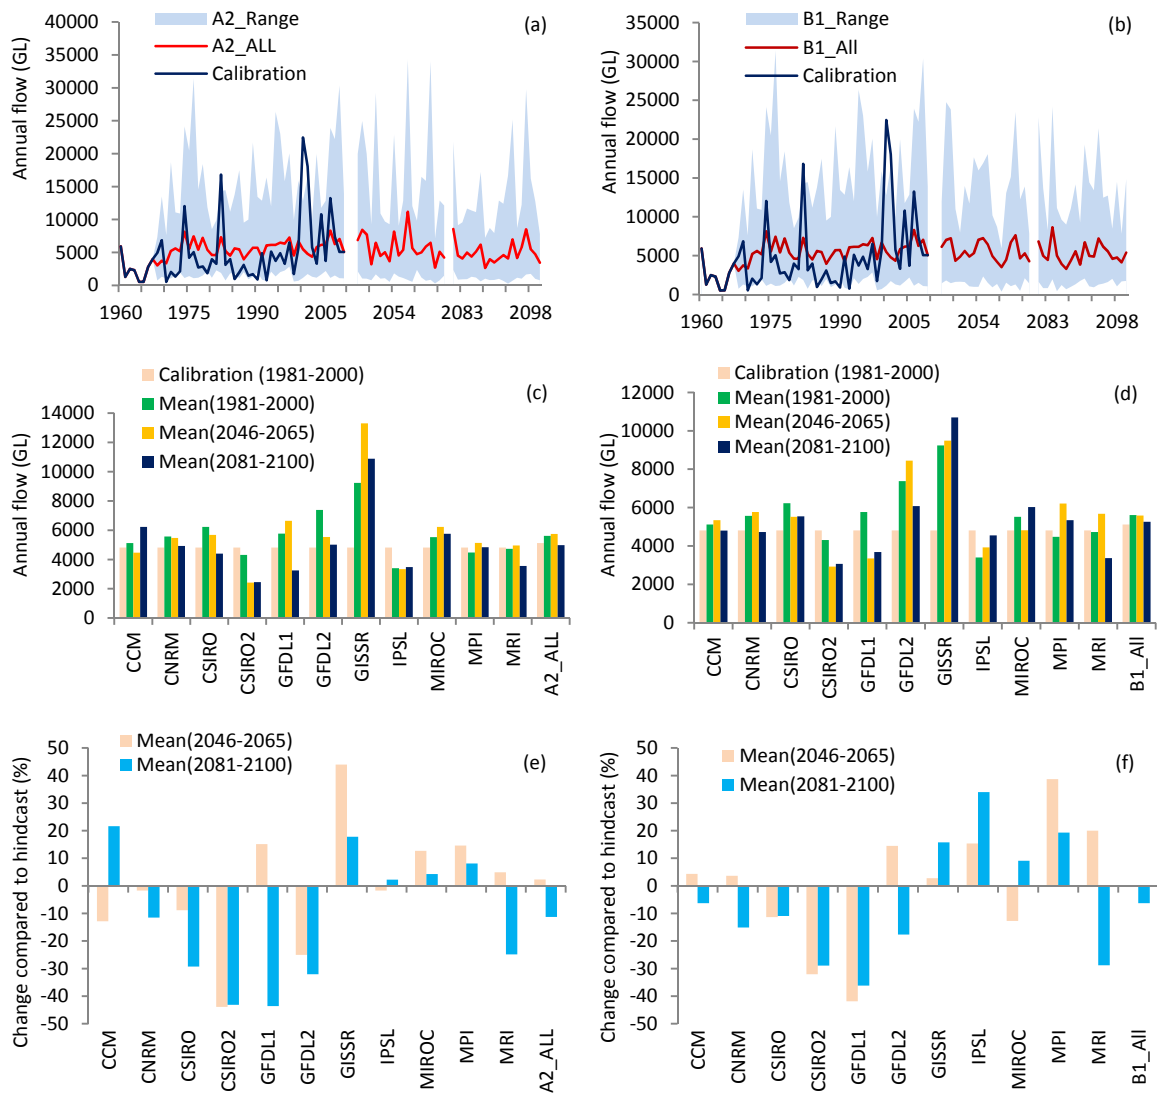 A2_Range
A2_ALL
Calibration
(a)
Annual flow (GL)
40000
35000
30000
25000
20000
15000
10000
5000
0
1960 1975 1990 2005 2054 2083 2098
B1_Range
B1_All
Calibration
(b)
Annual flow (GL)
35000
30000
25000
20000
15000
10000
5000
0
1960 1975 1990 2005 2054 2083 2098
Calibration (1981-2000)
Mean(1981-2000)
Mean(2046-2065)
Mean(2081-2100)
(c)
Annual flow (GL)
14000
12000
10000
8000
6000
4000
2000
0
CCM
CNRM
CSIRO
CSIRO2
GFDL1
GFDL2
GISSR
IPSL
MIROC
MPI
MRI
A2_ALL
Calibration (1981-2000)
Mean(1981-2000)
Mean(2046-2065)
Mean(2081-2100)
(d)
Annual flow (GL)
12000
10000
8000
6000
4000
2000
0
CCM
CNRM
CSIRO
CSIRO2
GFDL1
GFDL2
GISSR
IPSL
MIROC
MPI
MRI
B1_All
Mean(2046-2065)
Mean(2081-2100)
(e)
Change compared to hindcast (%)
50
40
30
20
10
0
-10
-20
-30
-40
-50
CCM
CNRM
CSIRO
CSIRO2
GFDL1
GFDL2
GISSR
IPSL
MIROC
MPI
MRI
A2_ALL
Mean(2046-2065)
Mean(2081-2100)
(f)
Change compared to hindcast (%)
50
40
30
20
10
0
-10
-20
-30
-40
-50
CCM
CNRM
CSIRO
CSIRO2
GFDL1
GFDL2
GISSR
IPSL
MIROC
MPI
MRI
B1_All